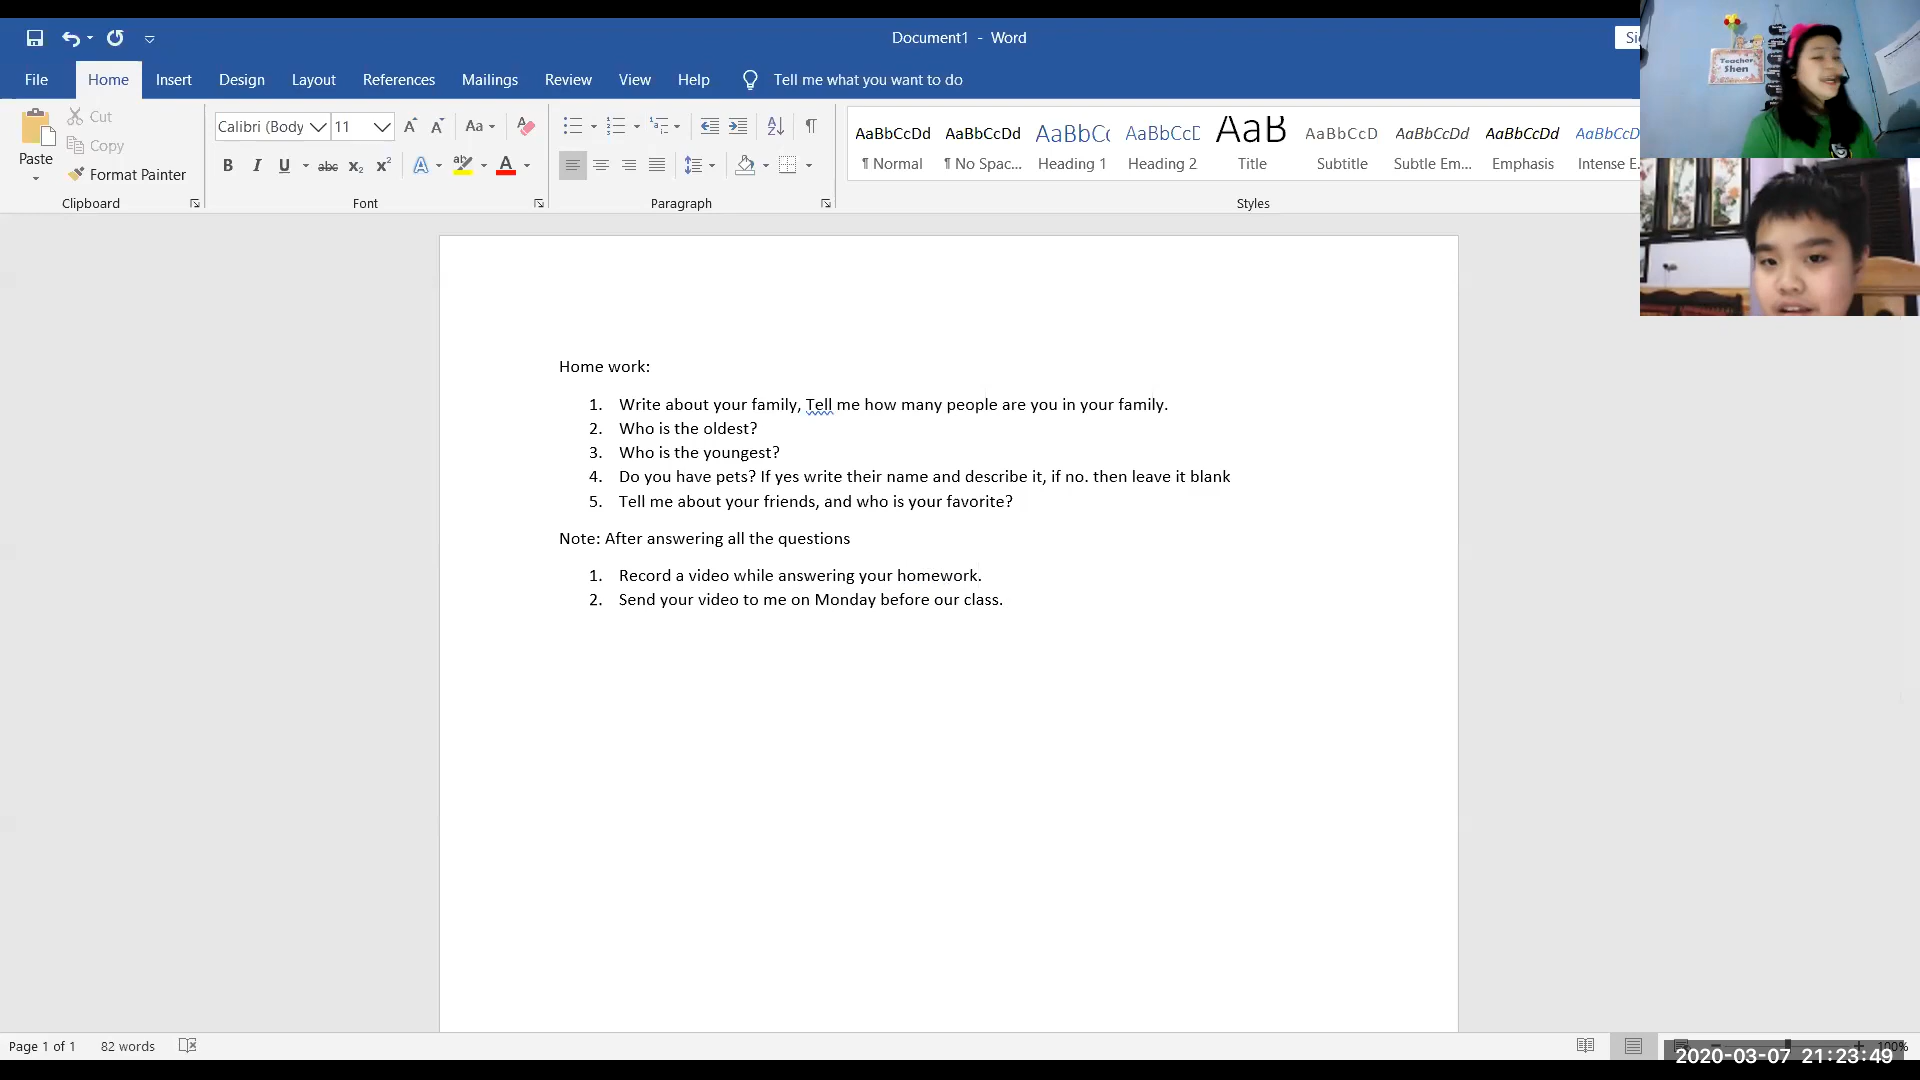 Document1 - Word
Si
Teacher
Shen
File Home Insert Design Layout References Mailings Review View Help Tell me what you want to do
Paste
Cut
Copy
Format Painter
Clipboard
Calibri (Body 11
Font
Paragraph
AaBbCcDd AaBbCcDd AaBbCc AaBbCcD AaB AaBbCcD AaBbCcDd AaBbCcDd AaBbCcD
¶ Normal ¶ No Spac... Heading 1 Heading 2 Title Subtitle Subtle Em... Emphasis Intense E
Styles
Home work:
1. Write about your family, Tell me how many people are you in your family.
2. Who is the oldest?
3. Who is the youngest?
4. Do you have pets? If yes write their name and describe it, if no. then leave it blank
5. Tell me about your friends, and who is your favorite?
Note: After answering all the questions
1. Record a video while answering your homework.
2. Send your video to me on Monday before our class.
Page 1 of 1 82 words
100%
2020-03-07 21:23:49